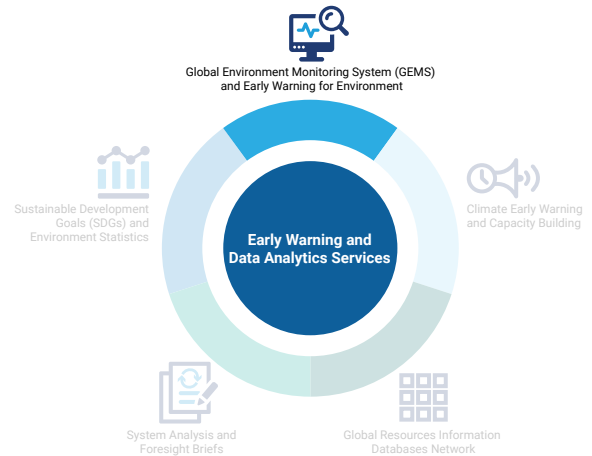 Global Environment Monitoring System (GEMS)
and Early Warning for Environment
Sustainable Development
Goals (SDGs) and
Environment Statistics
Climate Early Warning
and Capacity Building
Early Warning and
Data Analytics Services
System Analysis and
Foresight Briefs
Global Resources Information
Databases Network